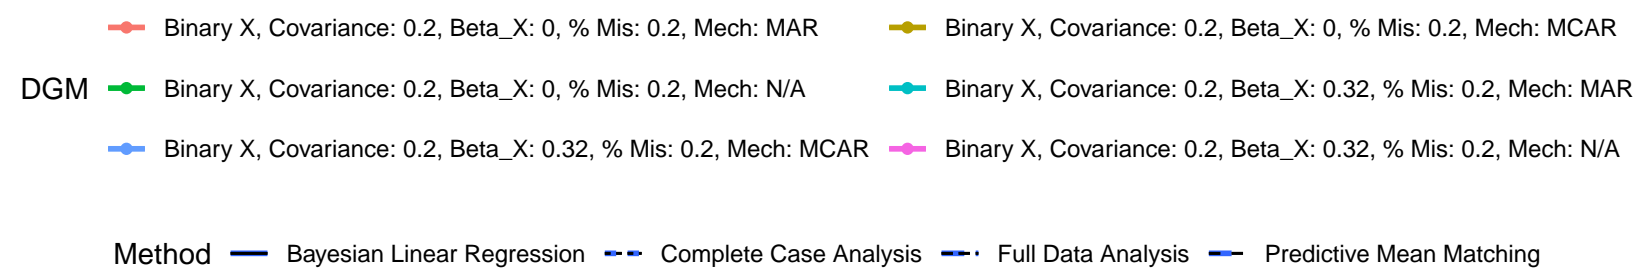 Binary X, Covariance: 0.2, Beta_X: 0, % Mis: 0.2, Mech: MAR Binary X, Covariance: 0.2, Beta_X: 0, % Mis: 0.2, Mech: MCAR
DGM Binary X, Covariance: 0.2, Beta_X: 0, % Mis: 0.2, Mech: N/A Binary X, Covariance: 0.2, Beta_X: 0.32, % Mis: 0.2, Mech: MAR
Binary X, Covariance: 0.2, Beta_X: 0.32, % Mis: 0.2, Mech: MCAR Binary X, Covariance: 0.2, Beta_X: 0.32, % Mis: 0.2, Mech: N/A
Method Bayesian Linear Regression Complete Case Analysis Full Data Analysis Predictive Mean Matching